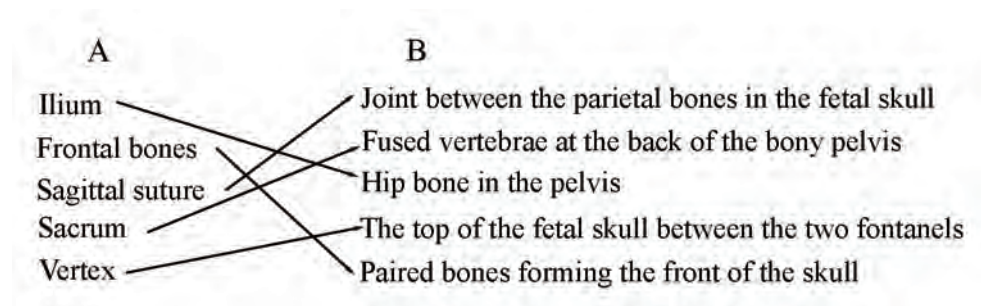 A B
Ilium Joint between the parietal bones in the fetal skull
Frontal bones Fused vertebrae at the back of the bony pelvis
Sagittal suture Hip bone in the pelvis
Sacrum The top of the fetal skull between the two fontanels
Vertex Paired bones forming the front of the skull